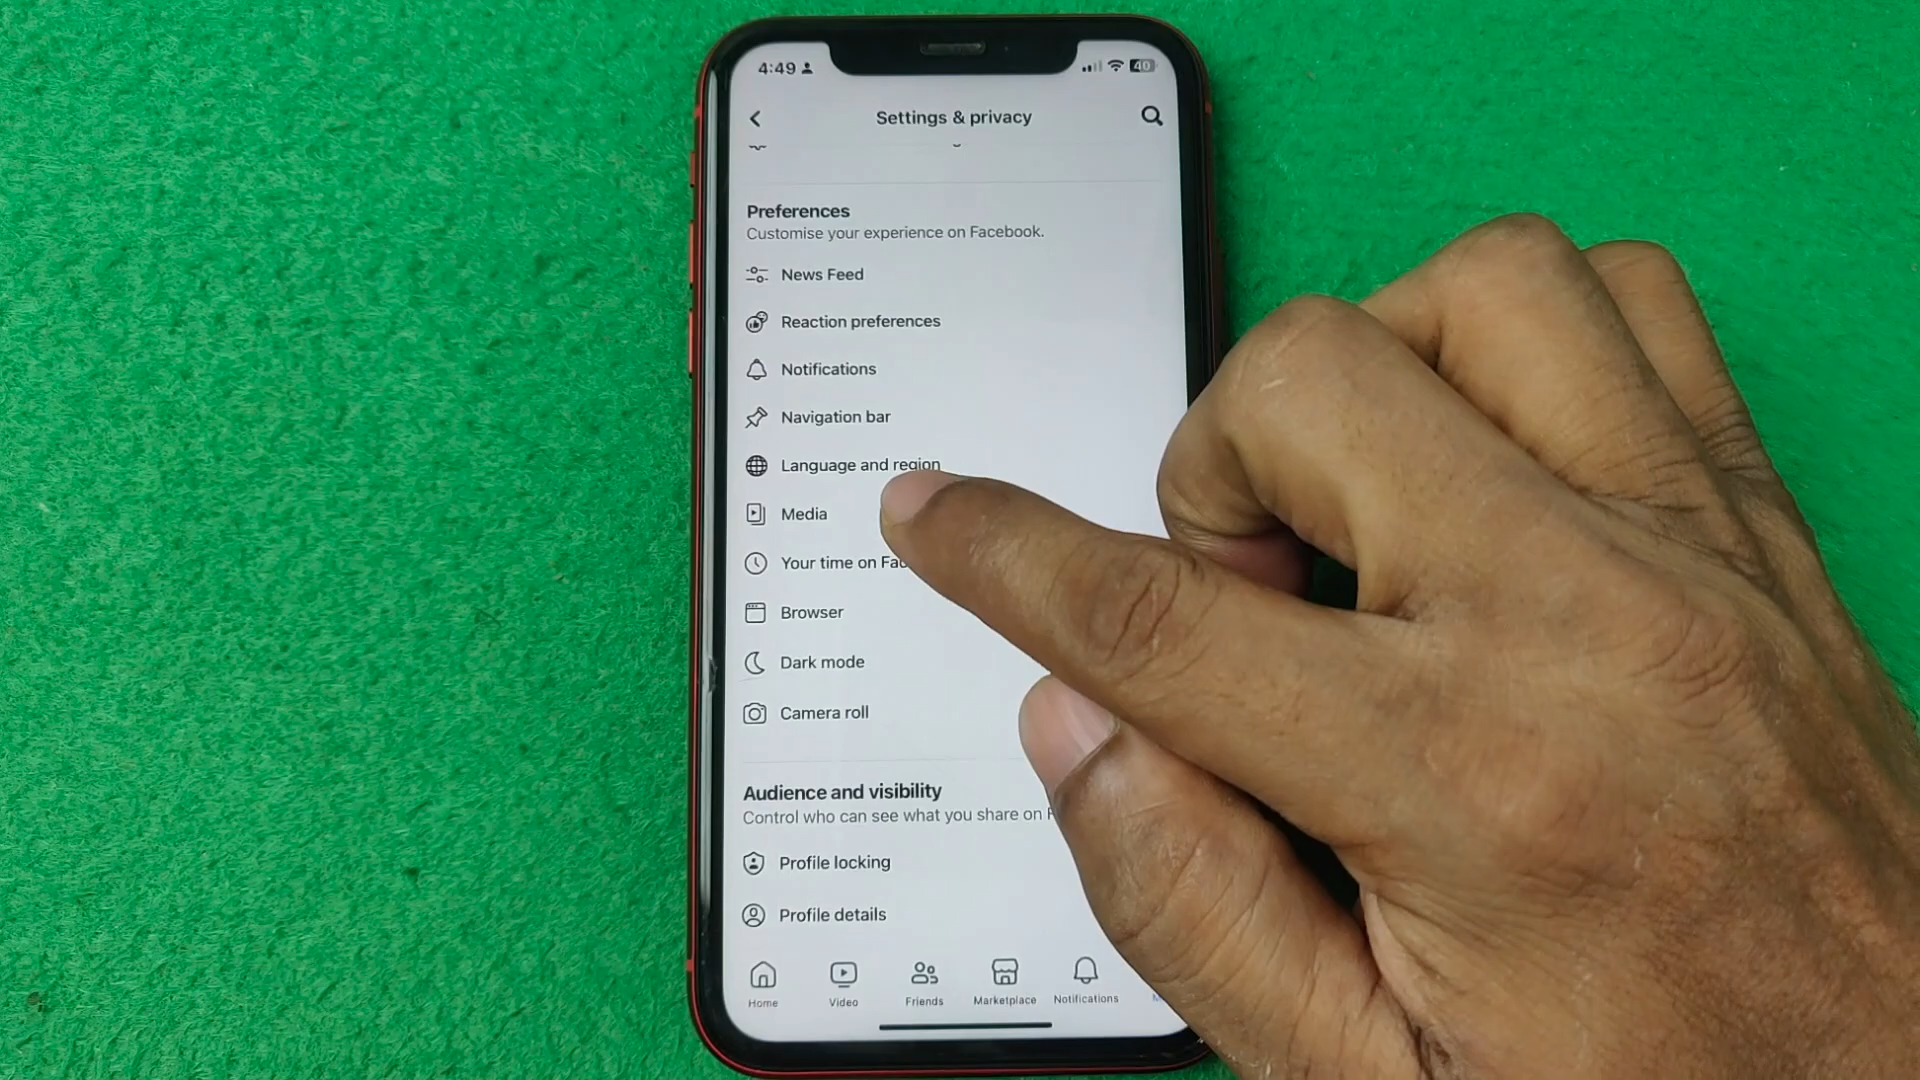 4:49
40
Settings & privacy
Preferences
Customise your experience on Facebook.
News Feed
Reaction preferences
Notifications
Navigation bar
Language and region
Media
Your time on
Browser
Dark mode
Camera roll
Audience and visibility
Control who can see what you share on
Profile locking
Profile details
Home
Video
Friends
Marketplace
Notifications